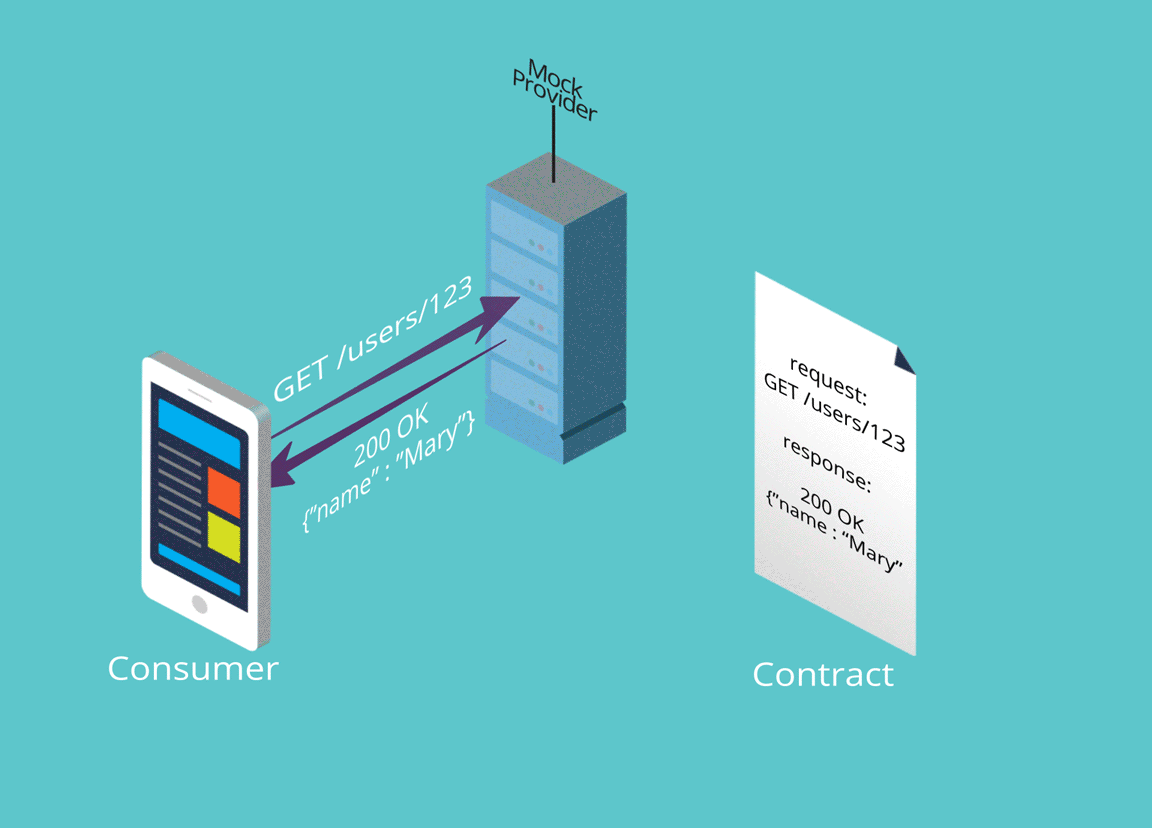 Mock
Provider
GET /users/123
200 OK
{"name" : "Mary"}
Consumer
request:
GET /users/123
response:
200 OK
{"name : "Mary"
Contract